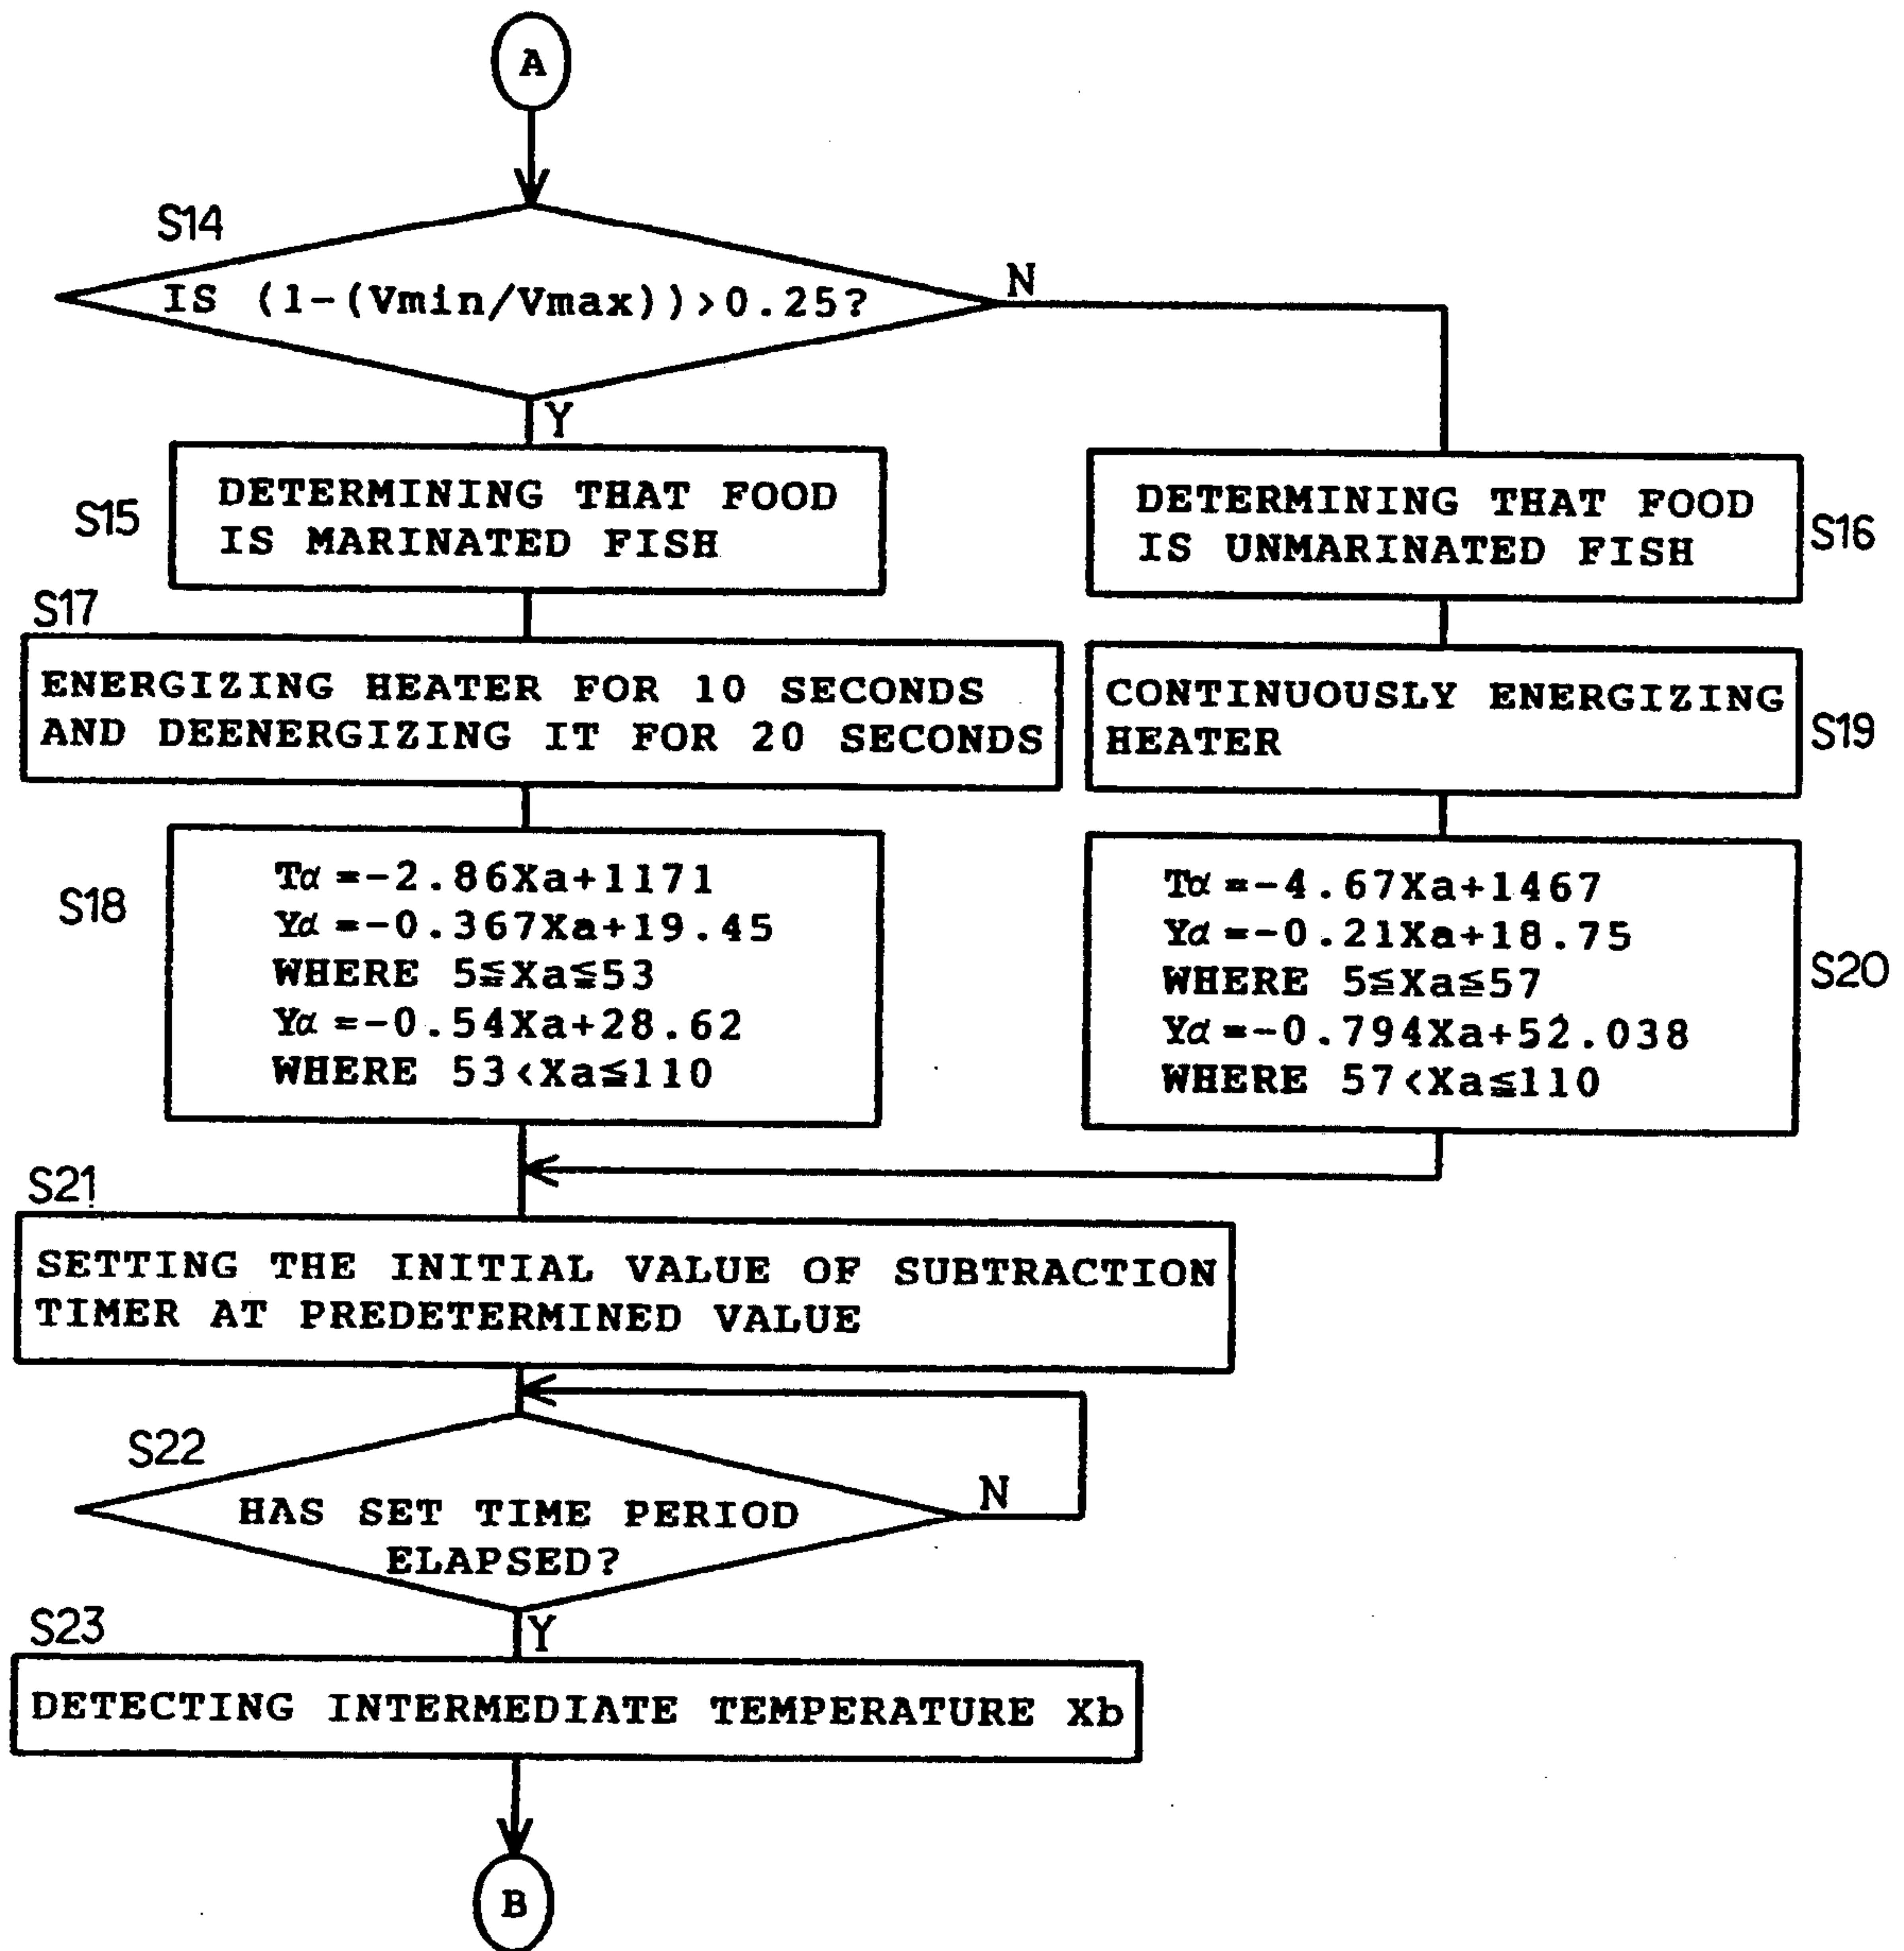 A
S14
IS (1-(Vmin/Vmax))>0.25?
N
Y
S15
DETERMINING THAT FOOD
IS MARINATED FISH
DETERMINING THAT FOOD
IS UNMARINATED FISH
S16
S17
ENERGIZING HEATER FOR 10 SECONDS
AND DEENERGIZING IT FOR 20 SECONDS
CONTINUOUSLY ENERGIZING
HEATER
S19
S18
Tα=-2.86Xa+1171
Yα=-0.367Xa+19.45
WHERE 5≦Xa≦53
Yα=-0.54Xa+28.62
WHERE 53<Xa≦110
Tα=-4.67Xa+1467
Yα=-0.21Xa+18.75
WHERE 5≦Xa≦57
Yα=-0.794Xa+52.038
WHERE 57<Xa≦110
S20
S21
SETTING THE INITIAL VALUE OF SUBTRACTION
TIMER AT PREDETERMINED VALUE
S22
HAS SET TIME PERIOD
ELAPSED?
N
Y
S23
DETECTING INTERMEDIATE TEMPERATURE Xb
B